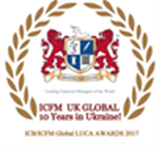 Leading Financial Managers of the World
ICFM UK GLOBAL
10 Years in Ukraine!
ICB/ICFM Global LUCA AWARDS 2017